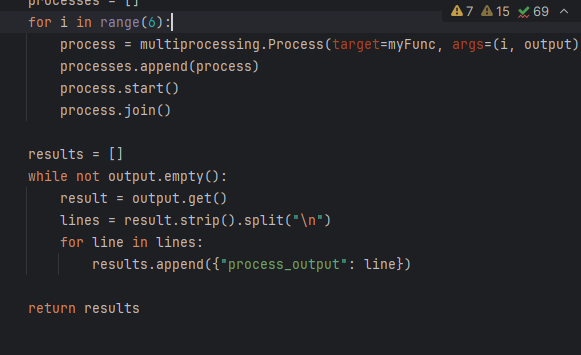 processes = []
for i in range(6):
7 15 69
process = multiprocessing.Process(target=myFunc, args=(i, output)
processes.append(process)
process.start()
process.join()
results = []
while not output.empty():
result = output.get()
lines = result.strip().split("\n")
for line in lines:
results.append({"process_output": line})
return results